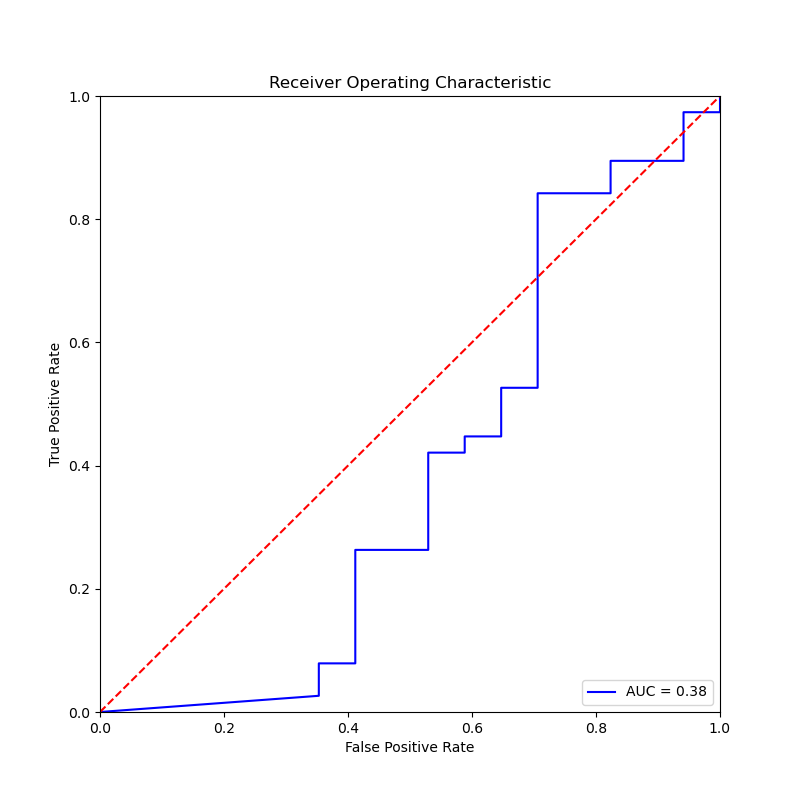 Receiver Operating Characteristic
1.0
0.8
0.6
0.4
0.2
0.0
True Positive Rate
AUC = 0.38
0.0 0.2 0.4 0.6 0.8 1.0
False Positive Rate